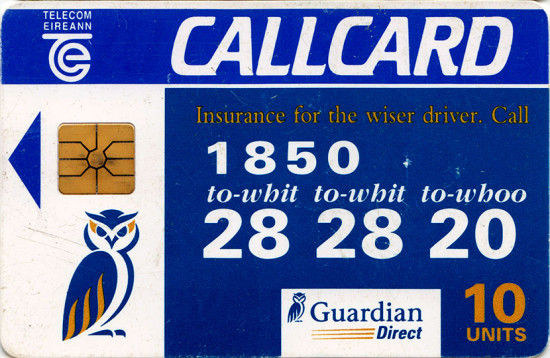 TELECOM
EIREANN
CALLCARD
Insurance for the wiser driver. Call
1850
to-whit to-whit to-whoo
28 28 20
Guardian
Direct
10
UNITS